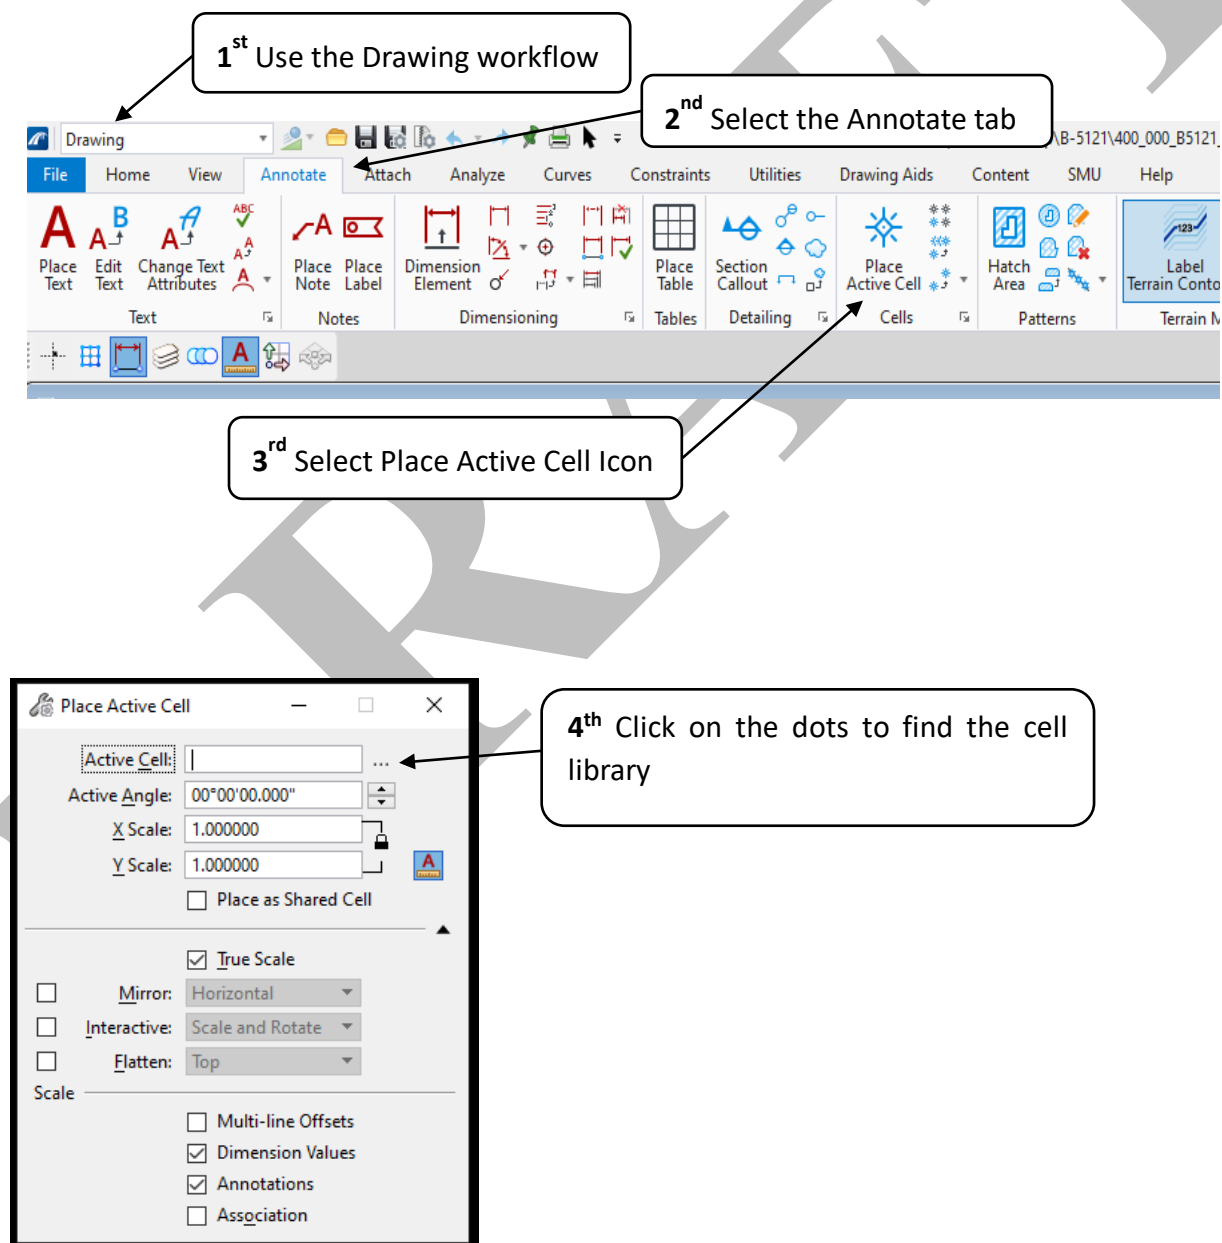 1st Use the Drawing workflow
2nd Select the Annotate tab
Drawing
\B-5121\400_000_B5121_
File Home View Annotate Attach Analyze Curves Constraints Utilities Drawing Aids Content SMU Help
Place Text
Edit Text
Change Text Attributes
ABC
Place Note
Place Label
Dimension Element
Place Table
Section Callout
Place Active Cell
Hatch Area
123
Label
Terrain Conto
Text Notes Dimensioning Tables Detailing Cells Patterns Terrain M
3rd Select Place Active Cell Icon
Place Active Cell
4th Click on the dots to find the cell
library
Active Cell: ...
Active Angle: 00°00'00.000"
X Scale: 1.000000
Y Scale: 1.000000
Place as Shared Cell
True Scale
Mirror: Horizontal
Interactive: Scale and Rotate
Flatten: Top
Scale
Multi-line Offsets
Dimension Values
Annotations
Association